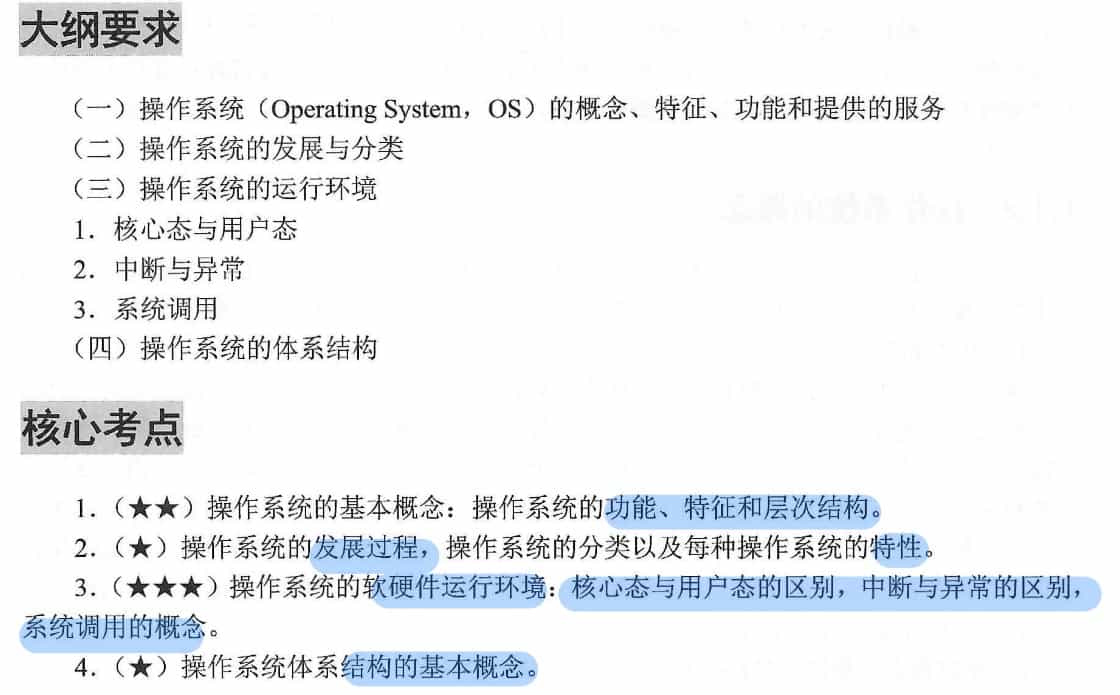 大纲要求
（一）操作系统（Operating System，OS）的概念、特征、功能和提供的服务
（二）操作系统的发展与分类
（三）操作系统的运行环境
1．核心态与用户态
2．中断与异常
3．系统调用
（四）操作系统的体系结构
核心考点
1．（★★）操作系统的基本概念：操作系统的功能、特征和层次结构。
2．（★）操作系统的发展过程，操作系统的分类以及每种操作系统的特性。
3．（★★★）操作系统的软硬件运行环境：核心态与用户态的区别，中断与异常的区别，
系统调用的概念。
4．（★）操作系统体系结构的基本概念。